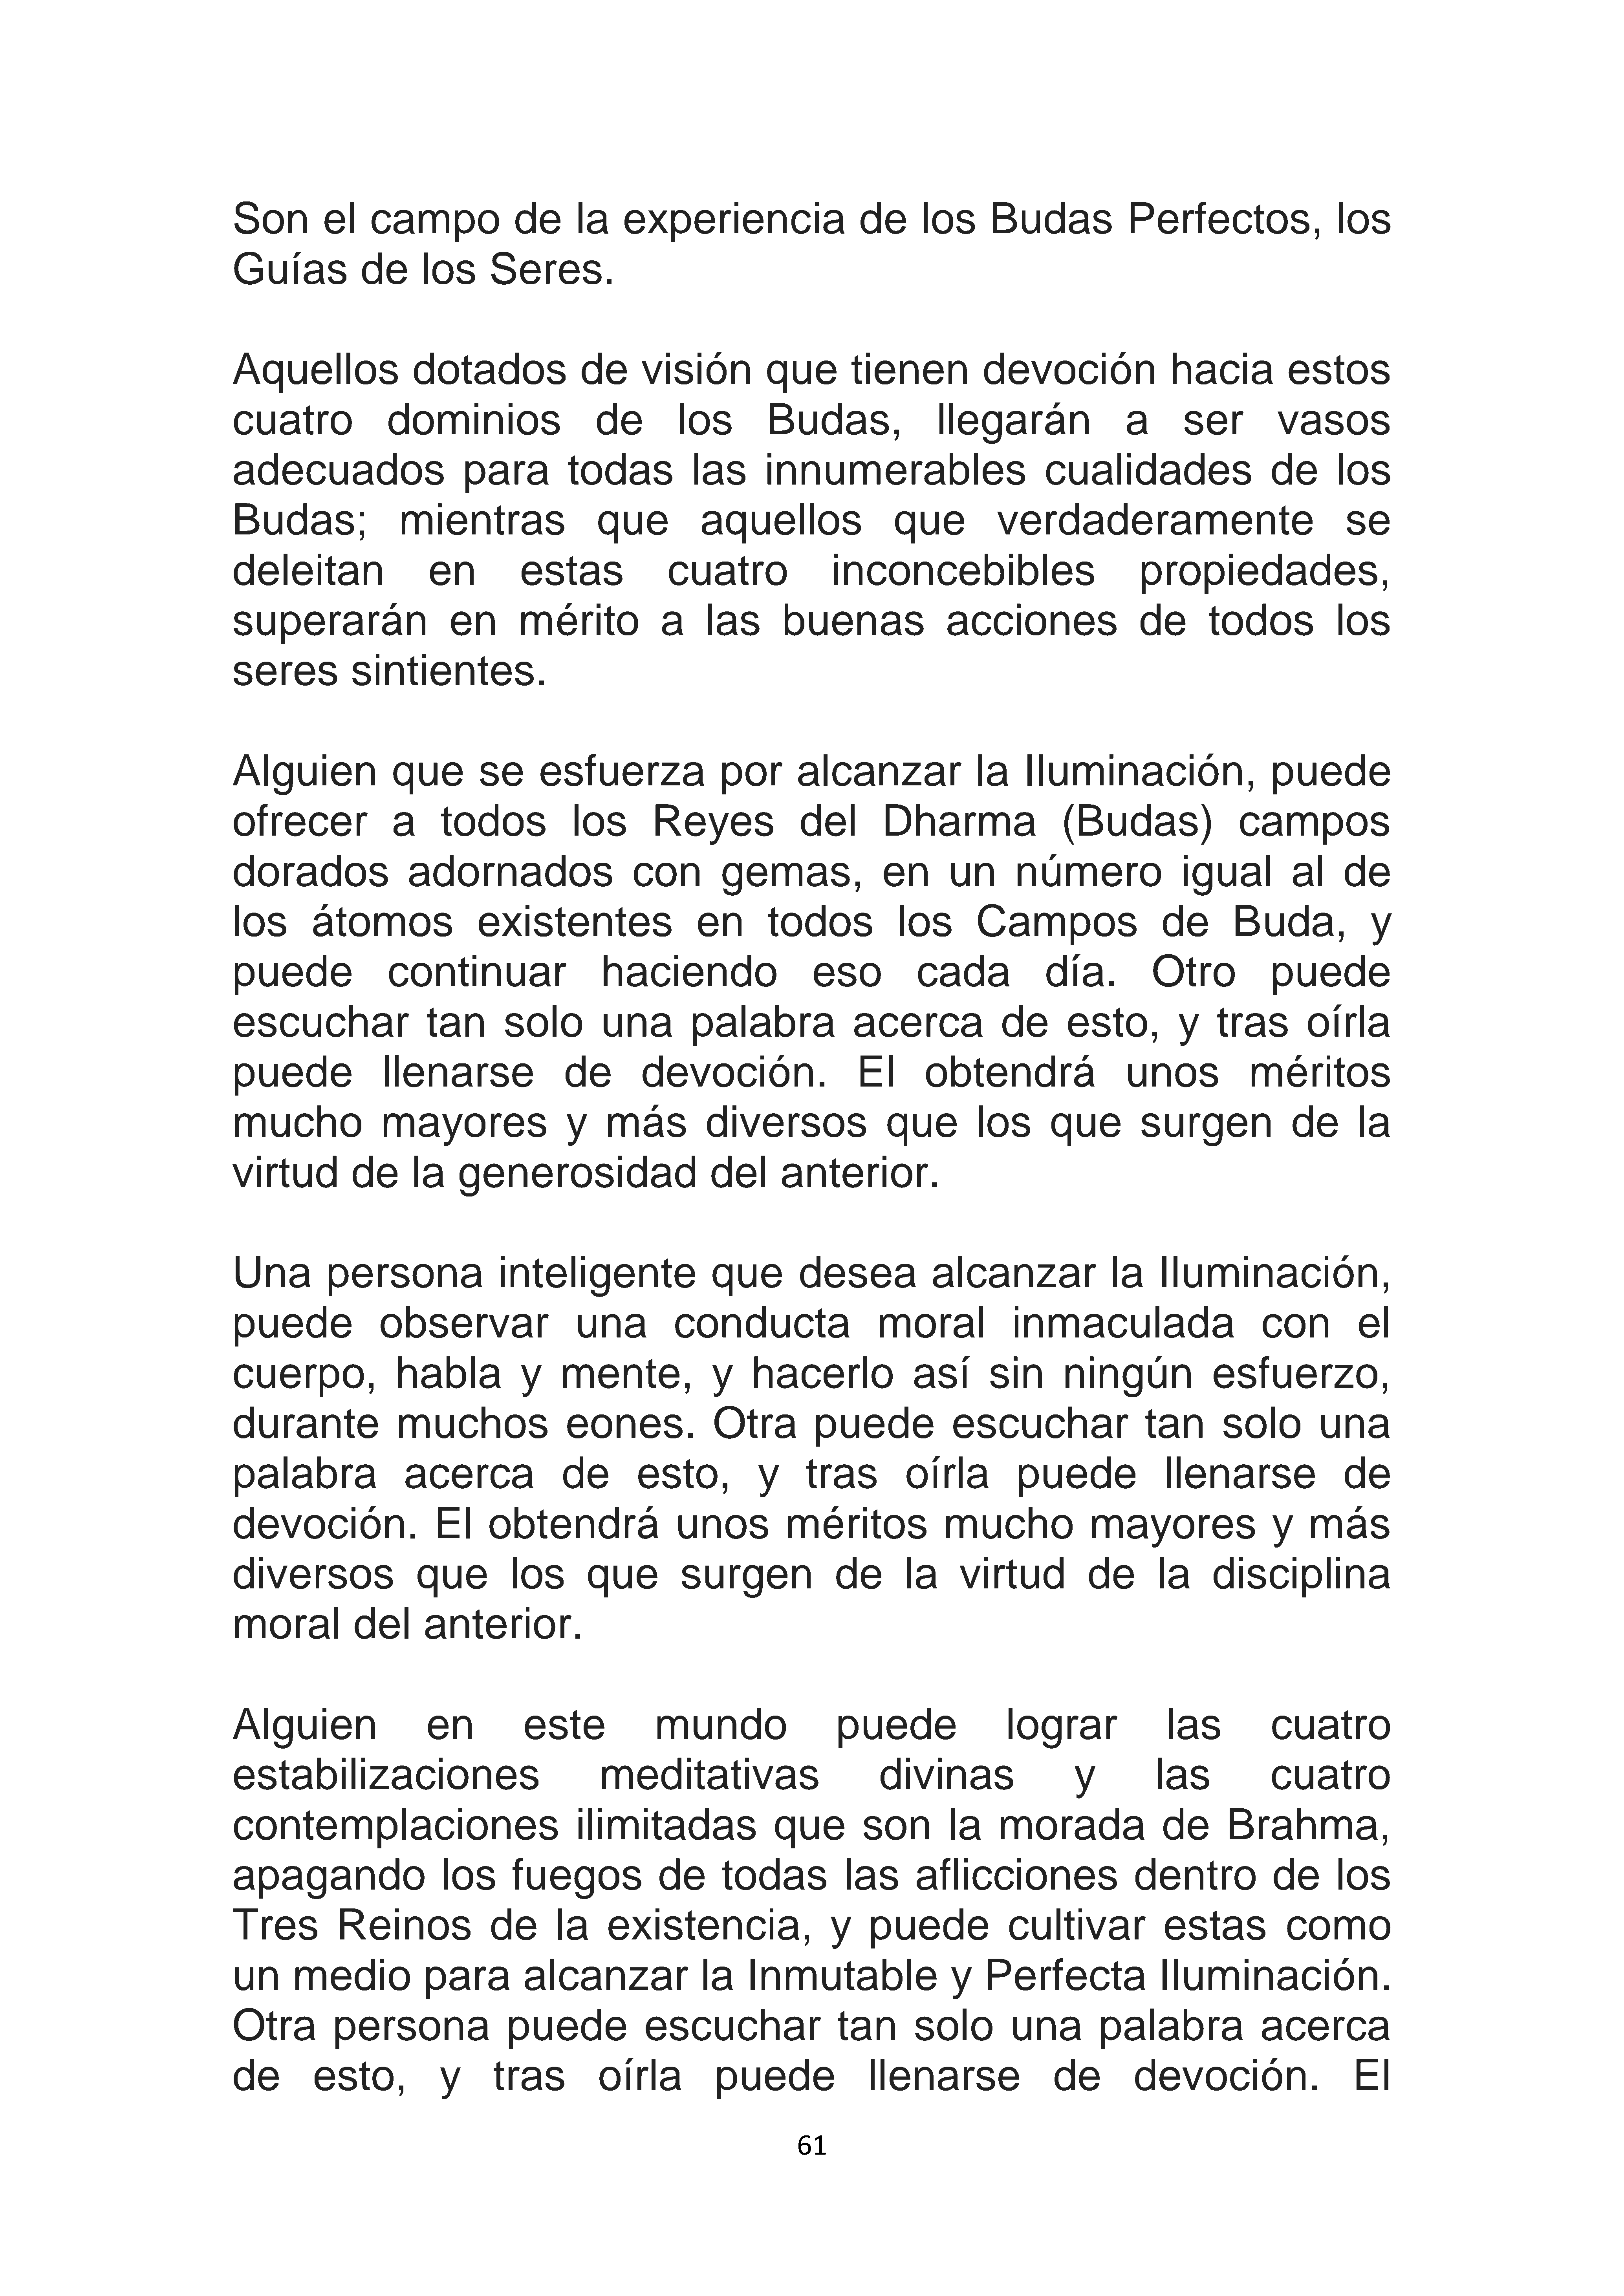 Son el campo de la experiencia de los Budas Perfectos, los
Guías de los Seres.
Aquellos dotados de visión que tienen devoción hacia estos
cuatro dominios de los Budas, llegarán a ser vasos
adecuados para todas las innumerables cualidades de los
Budas; mientras que aquellos que verdaderamente se
deleitan en estas cuatro inconcebibles propiedades,
superarán en mérito a las buenas acciones de todos los
seres sintientes.
Alguien que se esfuerza por alcanzar la Iluminación, puede
ofrecer a todos los Reyes del Dharma (Budas) campos
dorados adornados con gemas, en un número igual al de
los átomos existentes en todos los Campos de Buda, y
puede continuar haciendo eso cada día. Otro puede
escuchar tan solo una palabra acerca de esto, y tras oírla
puede llenarse de devoción. El obtendrá unos méritos
mucho mayores y más diversos que los que surgen de la
virtud de la generosidad del anterior.
Una persona inteligente que desea alcanzar la Iluminación,
puede observar una conducta moral inmaculada con el
cuerpo, habla y mente, y hacerlo así sin ningún esfuerzo,
durante muchos eones. Otra puede escuchar tan solo una
palabra acerca de esto, y tras oírla puede llenarse de
devoción. El obtendrá unos méritos mucho mayores y más
diversos que los que surgen de la virtud de la disciplina
moral del anterior.
Alguien en este mundo puede lograr las cuatro
estabilizaciones meditativas divinas y las cuatro
contemplaciones ilimitadas que son la morada de Brahma,
apagando los fuegos de todas las aflicciones dentro de los
Tres Reinos de la existencia, y puede cultivar estas como
un medio para alcanzar la Inmutable y Perfecta Iluminación.
Otra persona puede escuchar tan solo una palabra acerca
de esto, y tras oírla puede llenarse de devoción. El
61